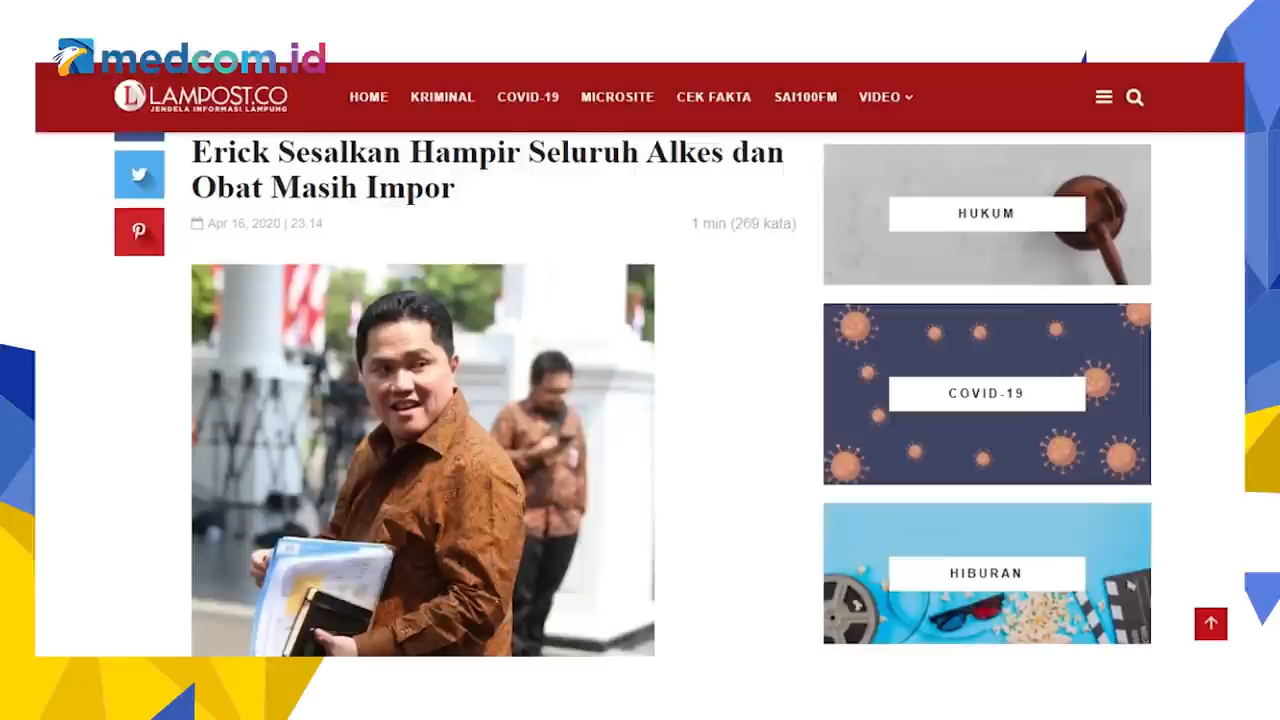 medcom.id
LAMPOST.CO
JENDELA INFORMASI LAMPUNG
HOME KRIMINAL COVID-19 MICROSITE CEK FAKTA SAI100FM VIDEO
Erick Sesalkan Hampir Seluruh Alkes dan
Obat Masih Impor
Apr 16, 2020 | 23.14
1 min (269 kata)
HUKUM
COVID-19
HIBURAN